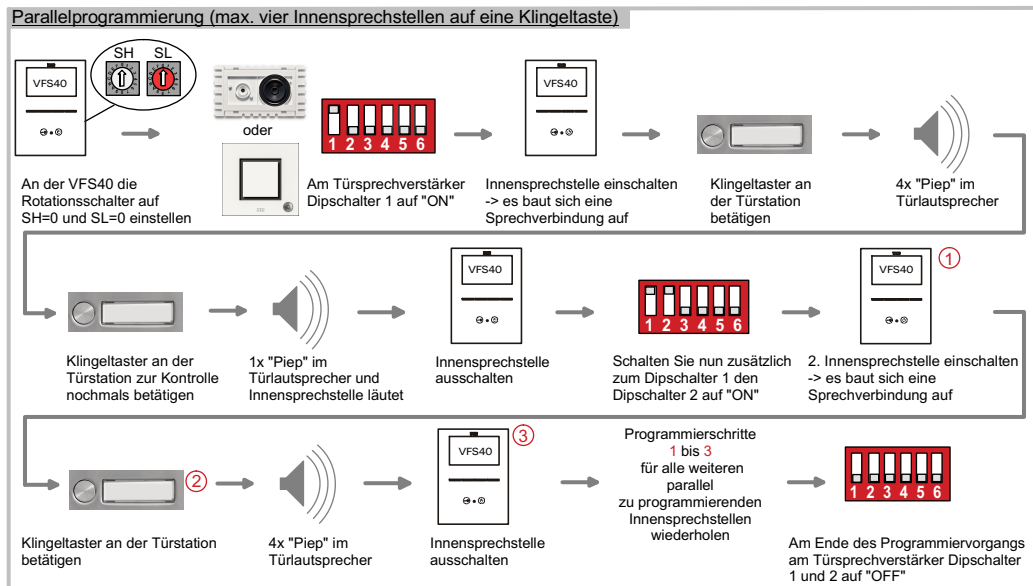 Parallelprogrammierung (max. vier Innensprechstellen auf eine Klingeltaste)
SH SL
VFS40
oder
1 2 3 4 5 6
VFS40
An der VFS40 die
Rotationsschalter auf
SH=0 und SL=0 einstellen
Am Türsprechverstärker
Dipschalter 1 auf "ON"
Innensprechstelle einschalten
-> es baut sich eine
Sprechverbindung auf
Klingeltaster an
der Türstation
betätigen
4x "Piep" im
Türlautsprecher
VFS40
1 2 3 4 5 6
VFS40
1
Klingeltaster an der
Türstation zur Kontrolle
nochmals betätigen
1x "Piep" im
Türlautsprecher und
Innensprechstelle läutet
Innensprechstelle
ausschalten
Schalten Sie nun zusätzlich
zum Dipschalter 1 den
Dipschalter 2 auf "ON"
2. Innensprechstelle einschalten
-> es baut sich eine
Sprechverbindung auf
2
VFS40
3
Klingeltaster an der Türstation
betätigen
4x "Piep" im
Türlautsprecher
Innensprechstelle
ausschalten
Programmierschritte
1 bis 3
für alle weiteren
parallel
zu programmierenden
Innensprechstellen
wiederholen
1 2 3 4 5 6
Am Ende des Programmiervorgangs
am Türsprechverstärker Dipschalter
1 und 2 auf "OFF"